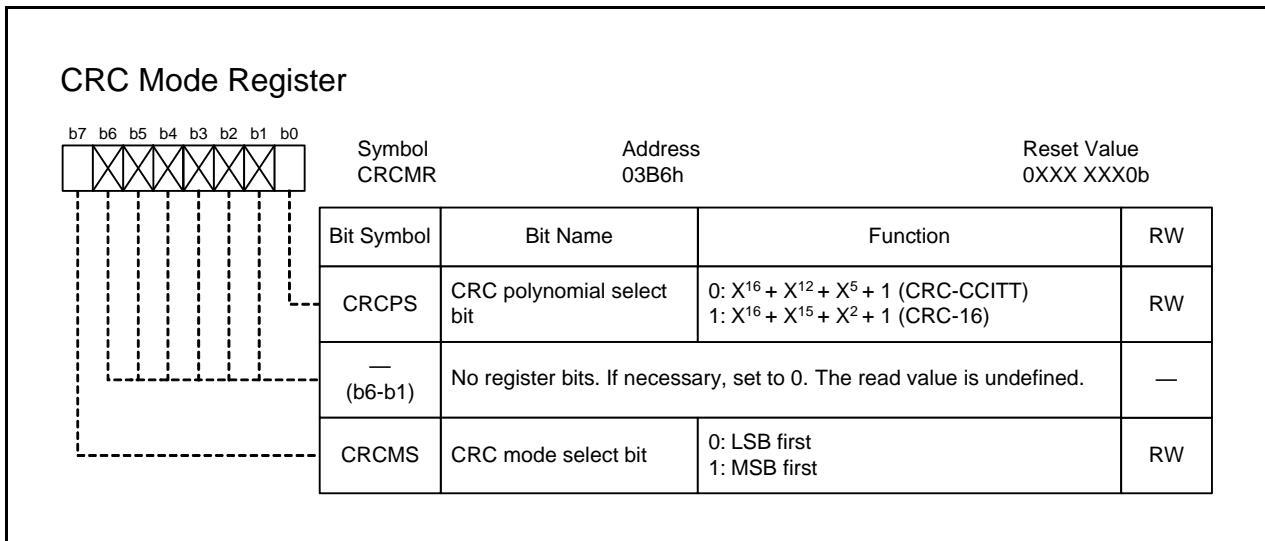 CRC Mode Register
b7 b6 b5 b4 b3 b2 b1 b0
Symbol Address Reset Value
CRCMR 03B6h 0XXX XXX0b
Bit Symbol Bit Name Function RW
CRCPS CRC polynomial select bit 0: X¹⁶ + X¹² + X⁵ + 1 (CRC-CCITT) RW
1: X¹⁶ + X¹⁵ + X² + 1 (CRC-16)
— (b6-b1) No register bits. If necessary, set to 0. The read value is undefined. —
CRCMS CRC mode select bit 0: LSB first RW
1: MSB first